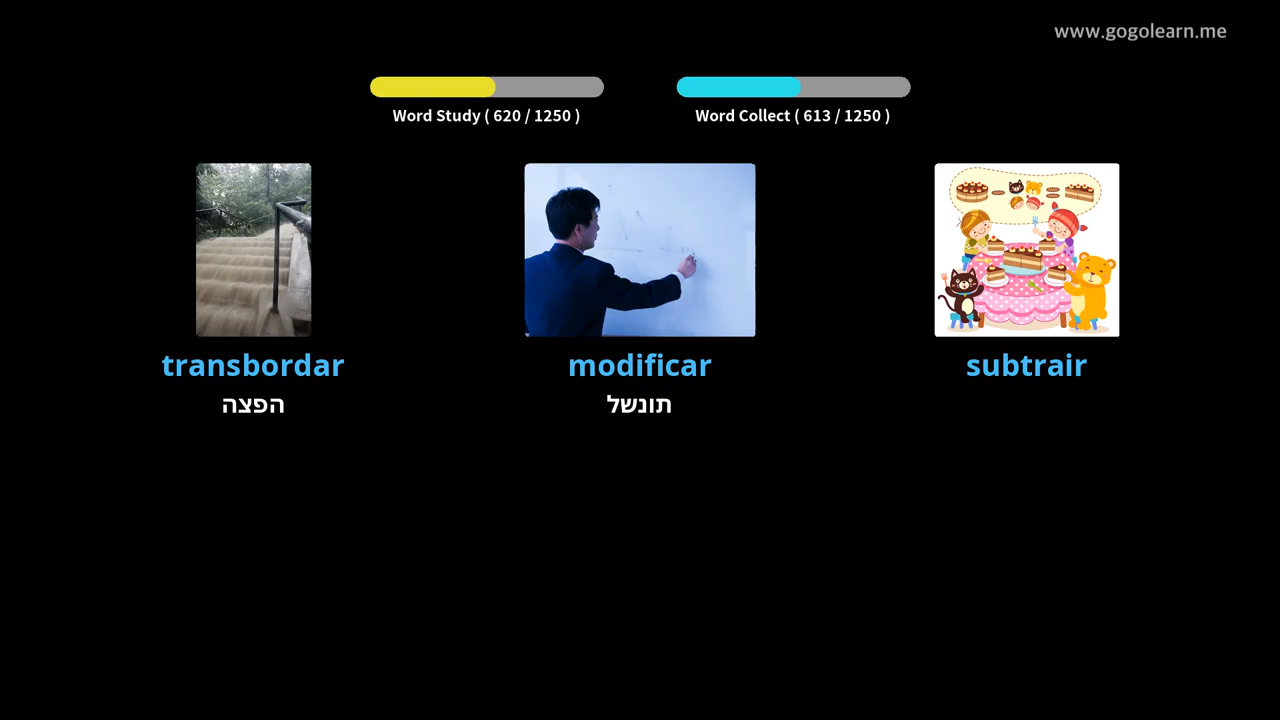 www.gogolearn.me
Word Study ( 620 / 1250 )
Word Collect ( 613 / 1250 )
transbordar
הפצה
modificar
תונשל
subtrair